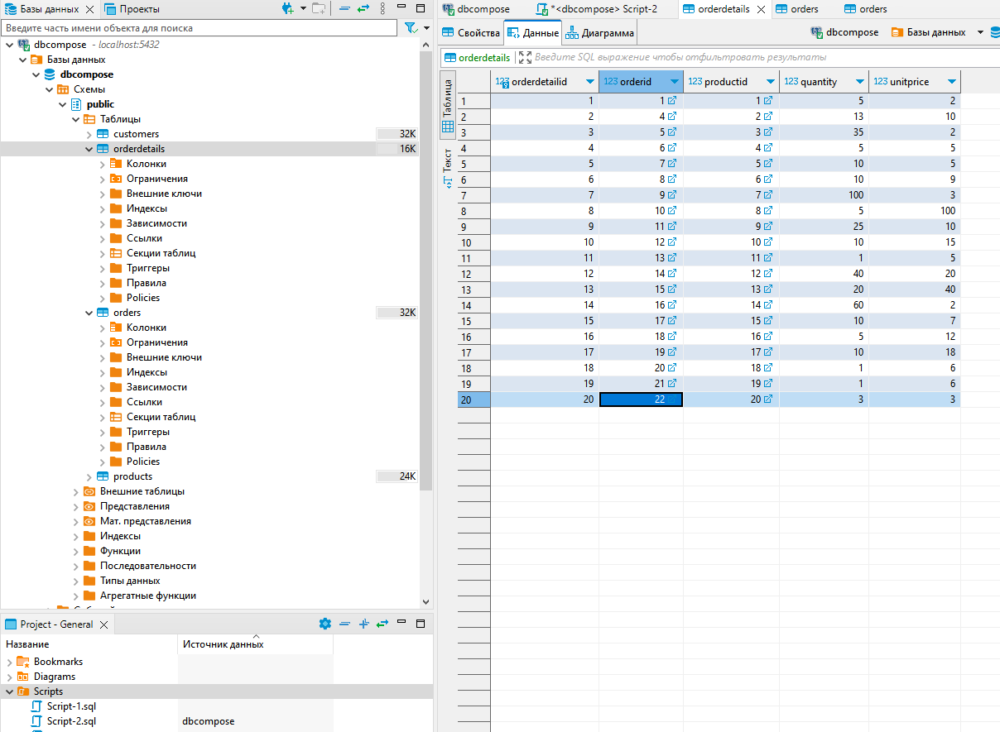 Базы данных
Проекты
Введите часть имени объекта для поиска
dbcompose - localhost:5432
Базы данных
dbcompose
Схемы
public
Таблицы
customers 32K
orderdetails 16K
Колонки
Ограничения
Внешние ключи
Индексы
Зависимости
Ссылки
Секции таблиц
Триггеры
Правила
Policies
orders 32K
Колонки
Ограничения
Внешние ключи
Индексы
Зависимости
Ссылки
Секции таблиц
Триггеры
Правила
Policies
products 24K
Внешние таблицы
Представления
Мат. представления
Индексы
Функции
Последовательности
Типы данных
Агрегатные функции
Project - General
Название Источник данных
Bookmarks
Diagrams
Scripts
Script-1.sql
Script-2.sql dbcompose
dbcompose *<dbcompose> Script-2 orderdetails orders orders
Свойства Данные Диаграмма dbcompose Базы данных
orderdetails Введите SQL выражение чтобы отфильтровать результаты
Таблица
Текст
123 orderdetailid 123 orderid 123 productid 123 quantity 123 unitprice
1 1 1 1 5 2
2 2 4 2 13 10
3 3 5 3 35 2
4 4 6 4 5 5
5 5 7 5 10 5
6 6 8 6 10 9
7 7 9 7 100 3
8 8 10 8 5 100
9 9 11 9 25 10
10 10 12 10 10 15
11 11 13 11 1 5
12 12 14 12 40 20
13 13 15 13 20 40
14 14 16 14 60 2
15 15 17 15 10 7
16 16 18 16 5 12
17 17 19 17 10 18
18 18 20 18 1 6
19 19 21 19 1 6
20 20 22 20 3 3